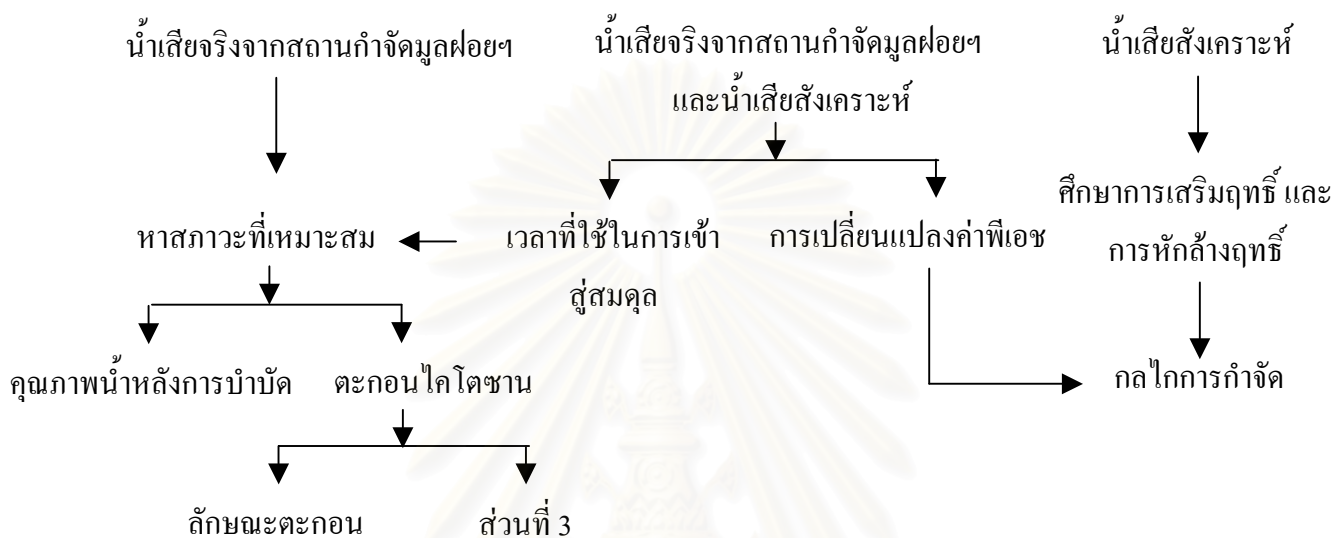 น้ำเสียจริงจากสถานกำจัดมูลฝอยฯ
น้ำเสียจริงจากสถานกำจัดมูลฝอยฯ
และน้ำเสียสังเคราะห์
น้ำเสียสังเคราะห์
หาสภาวะที่เหมาะสม
เวลาที่ใช้ในการเข้า
สู่สมดุล
การเปลี่ยนแปลงค่าพีเอช
ศึกษาการเสริมฤทธิ์ และ
การหักล้างฤทธิ์
คุณภาพน้ำหลังการบำบัด
ตะกอนไคโตซาน
กลไกการกำจัด
ลักษณะตะกอน
ส่วนที่ 3